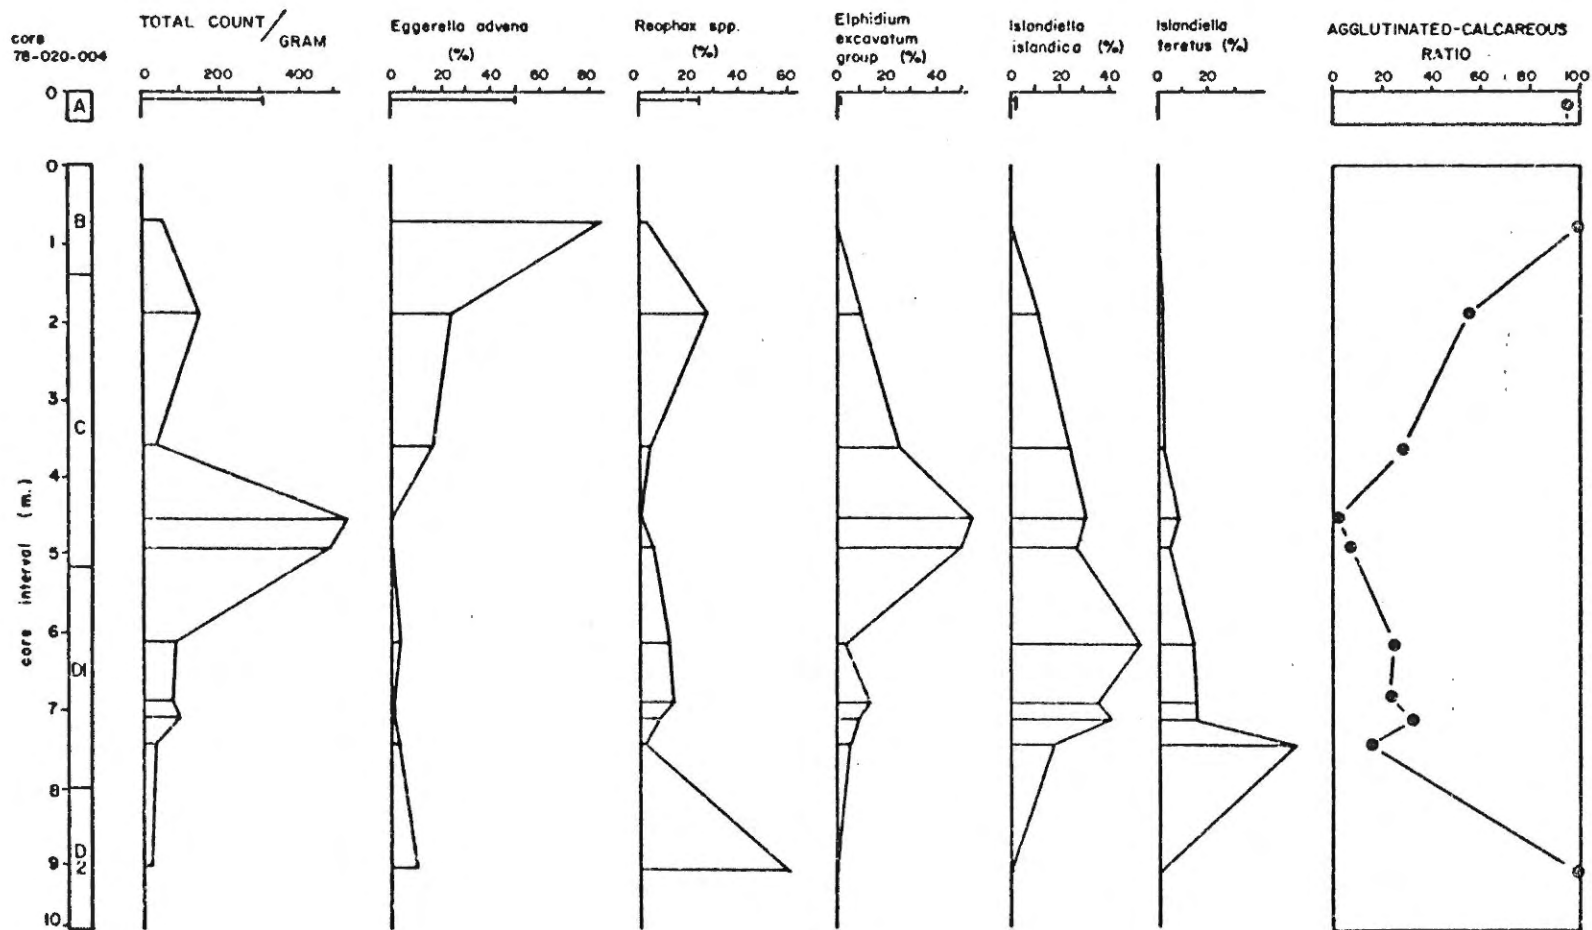 core
78-020-004
TOTAL COUNT / GRAM
Eggerella advena
(%)
Reophax spp.
(%)
Elphidium
excavatum
group (%)
Islandiella
islandica (%)
Islandiella
teretus (%)
AGGLUTINATED-CALCAREOUS
RATIO
0 200 400
0 20 40 60 80
0 20 40 60
0 20 40
0 20 40
0 20
0 20 40 60 80 100
0
A
0
B
1
2
3
C
4
5
6
D1
7
8
D
2
9
10
core interval (m.)